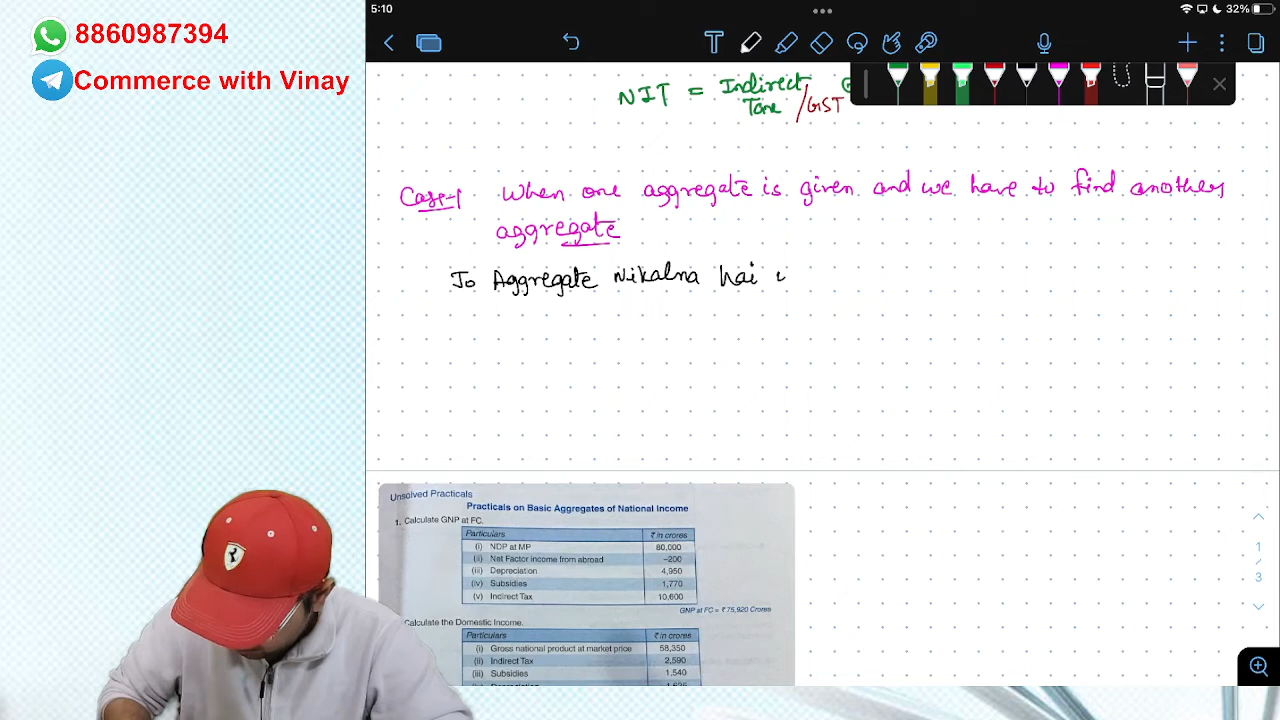 8860987394
Commerce with Vinay
5:10
32%
NIT = Indirect
Tax /GST
Case-1 When one aggregate is given and we have to find another
aggregate
Jo Aggregate Nikalna hai
Unsolved Practicals
Practicals on Basic Aggregates of National Income
1. Calculate GNP at FC.
Particulars ₹ in crores
(i) NDP at MP 80,000
(ii) Net Factor income from abroad –200
(iii) Depreciation 4,950
(iv) Subsidies 1,770
(v) Indirect Tax 10,600
GNP at FC = ₹ 75,920 Crores
Calculate the Domestic Income.
Particulars ₹ in crores
(i) Gross national product at market price 58,350
(ii) Indirect Tax 2,590
(iii) Subsidies 1,540
1
/
3